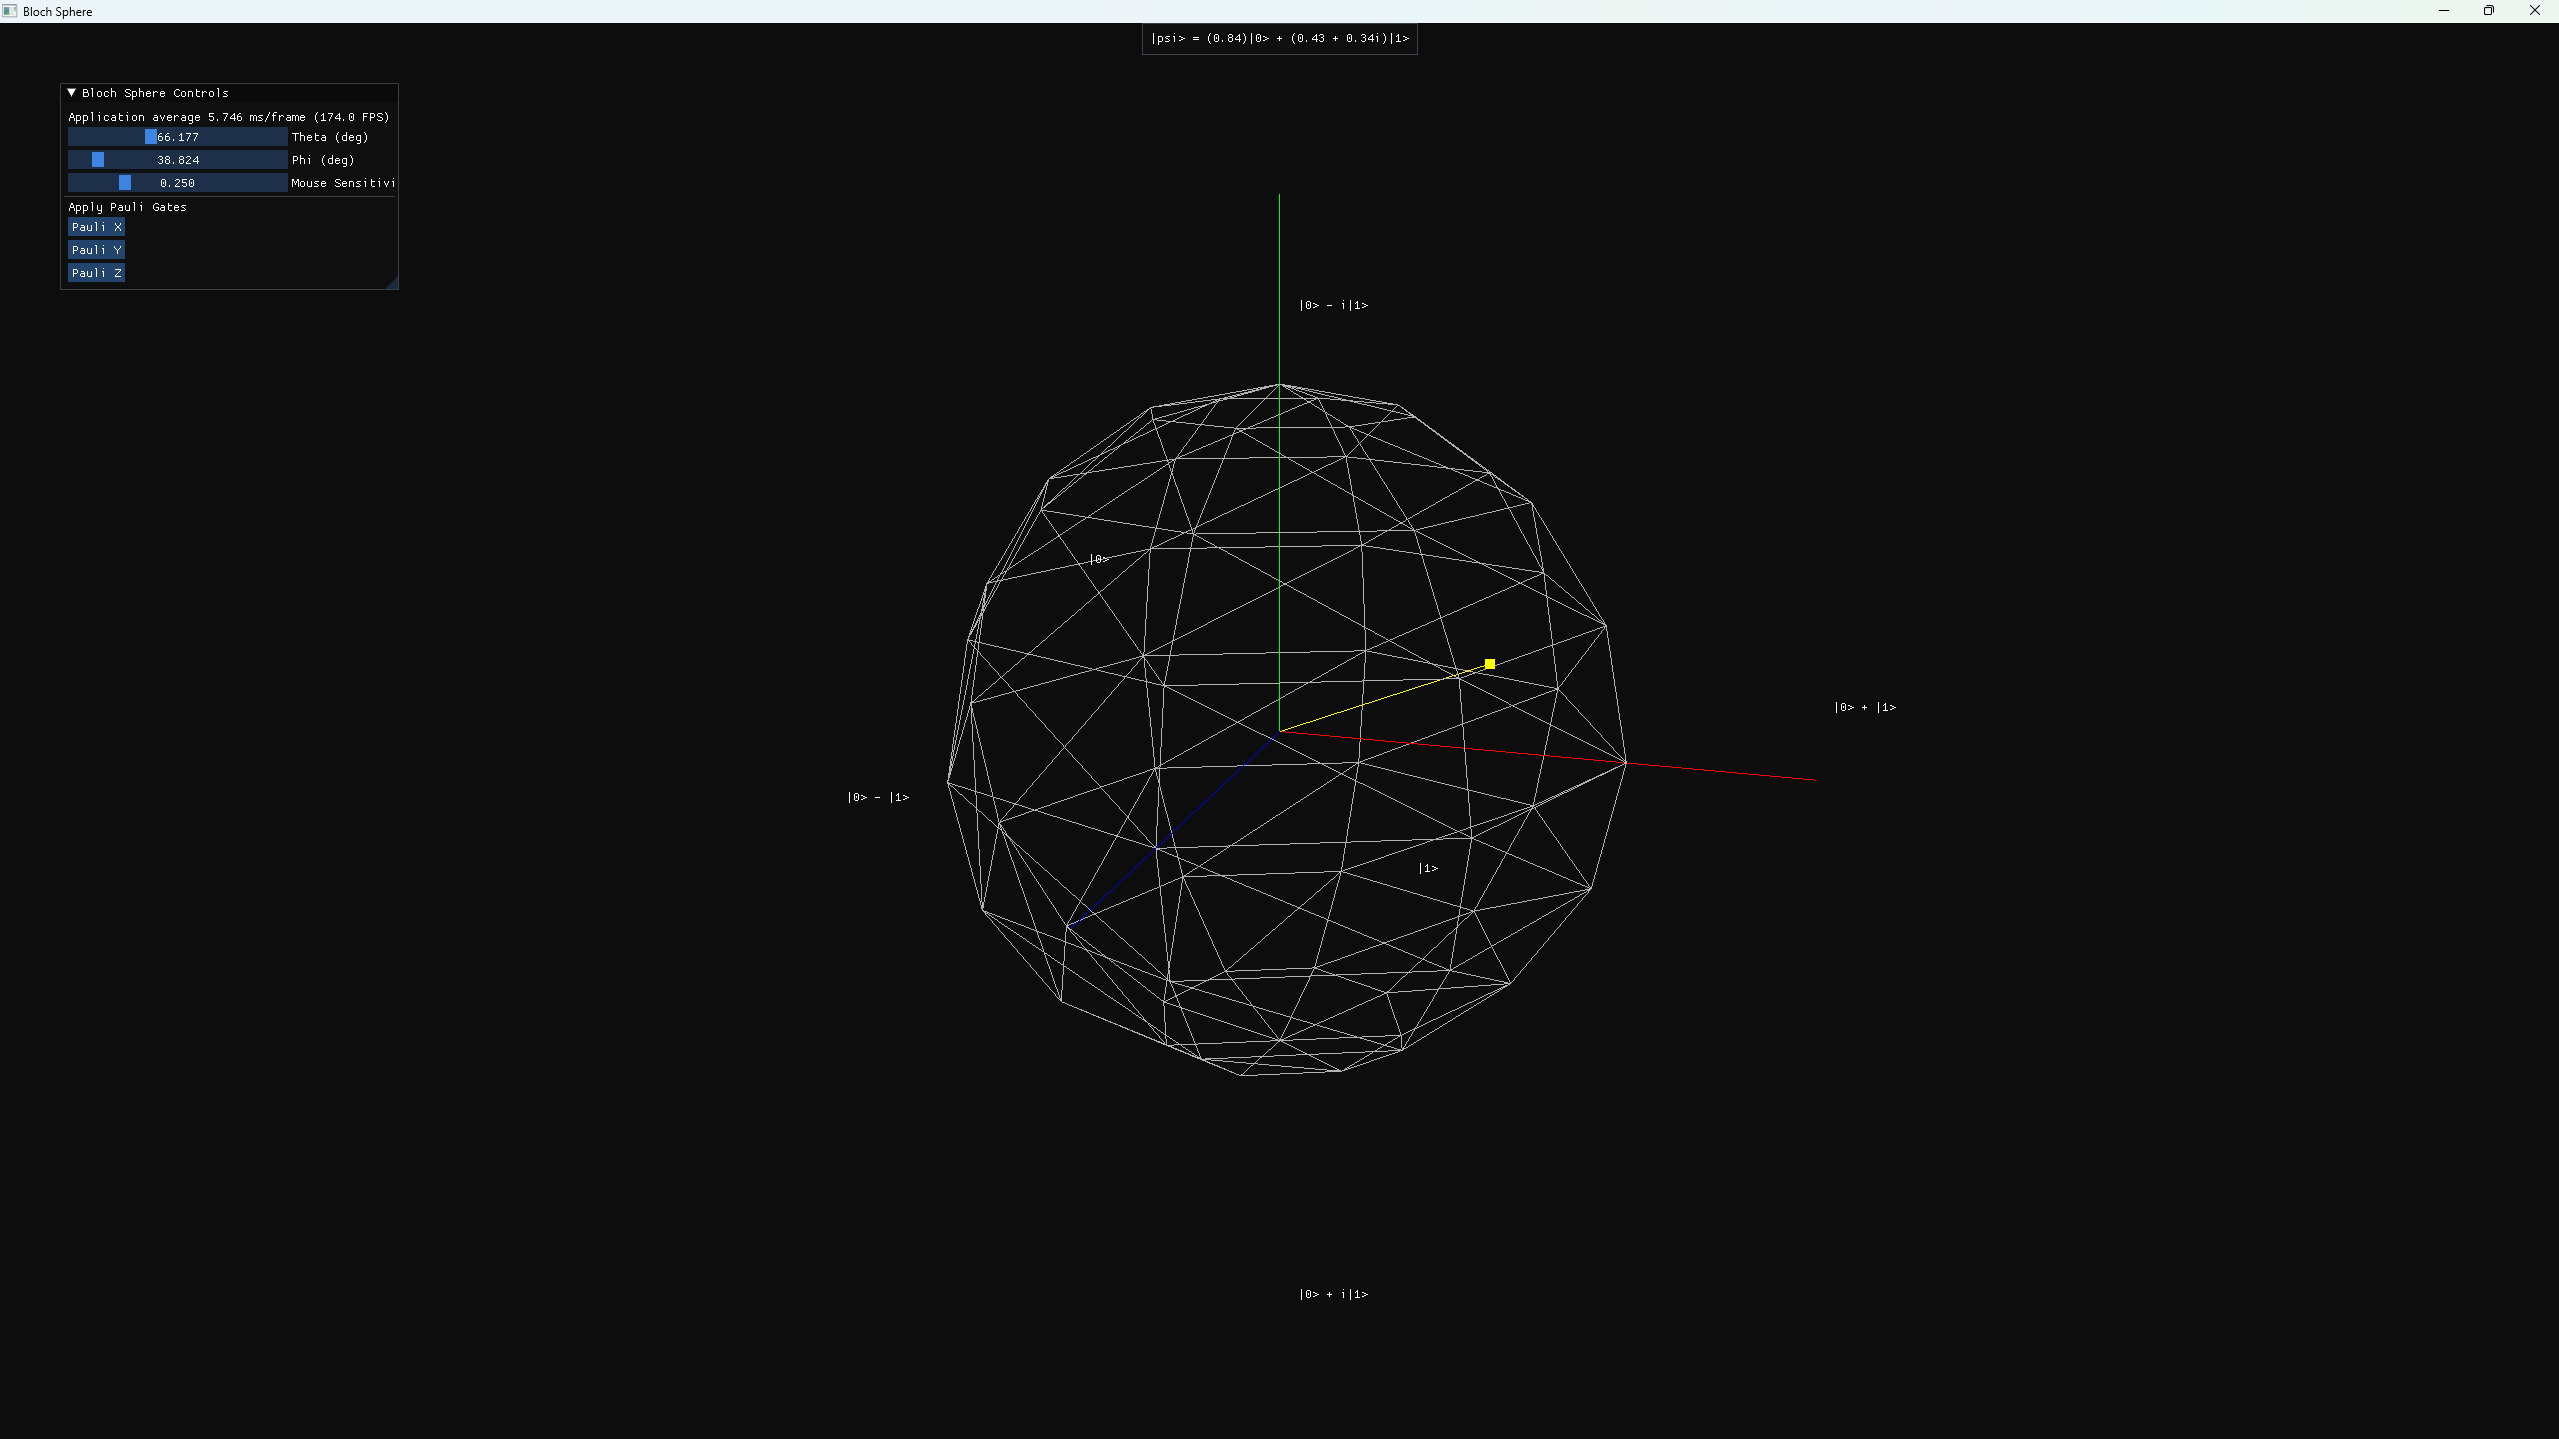 Bloch Sphere
|psi> = (0.84)|0> + (0.43 + 0.34i)|1>
Bloch Sphere Controls
Application average 5.746 ms/frame (174.0 FPS)
66.177 Theta (deg)
38.824 Phi (deg)
0.250 Mouse Sensitivi
Apply Pauli Gates
Pauli X
Pauli Y
Pauli Z
|0> - i|1>
|0>
|0> + |1>
|0> - |1>
|1>
|0> + i|1>